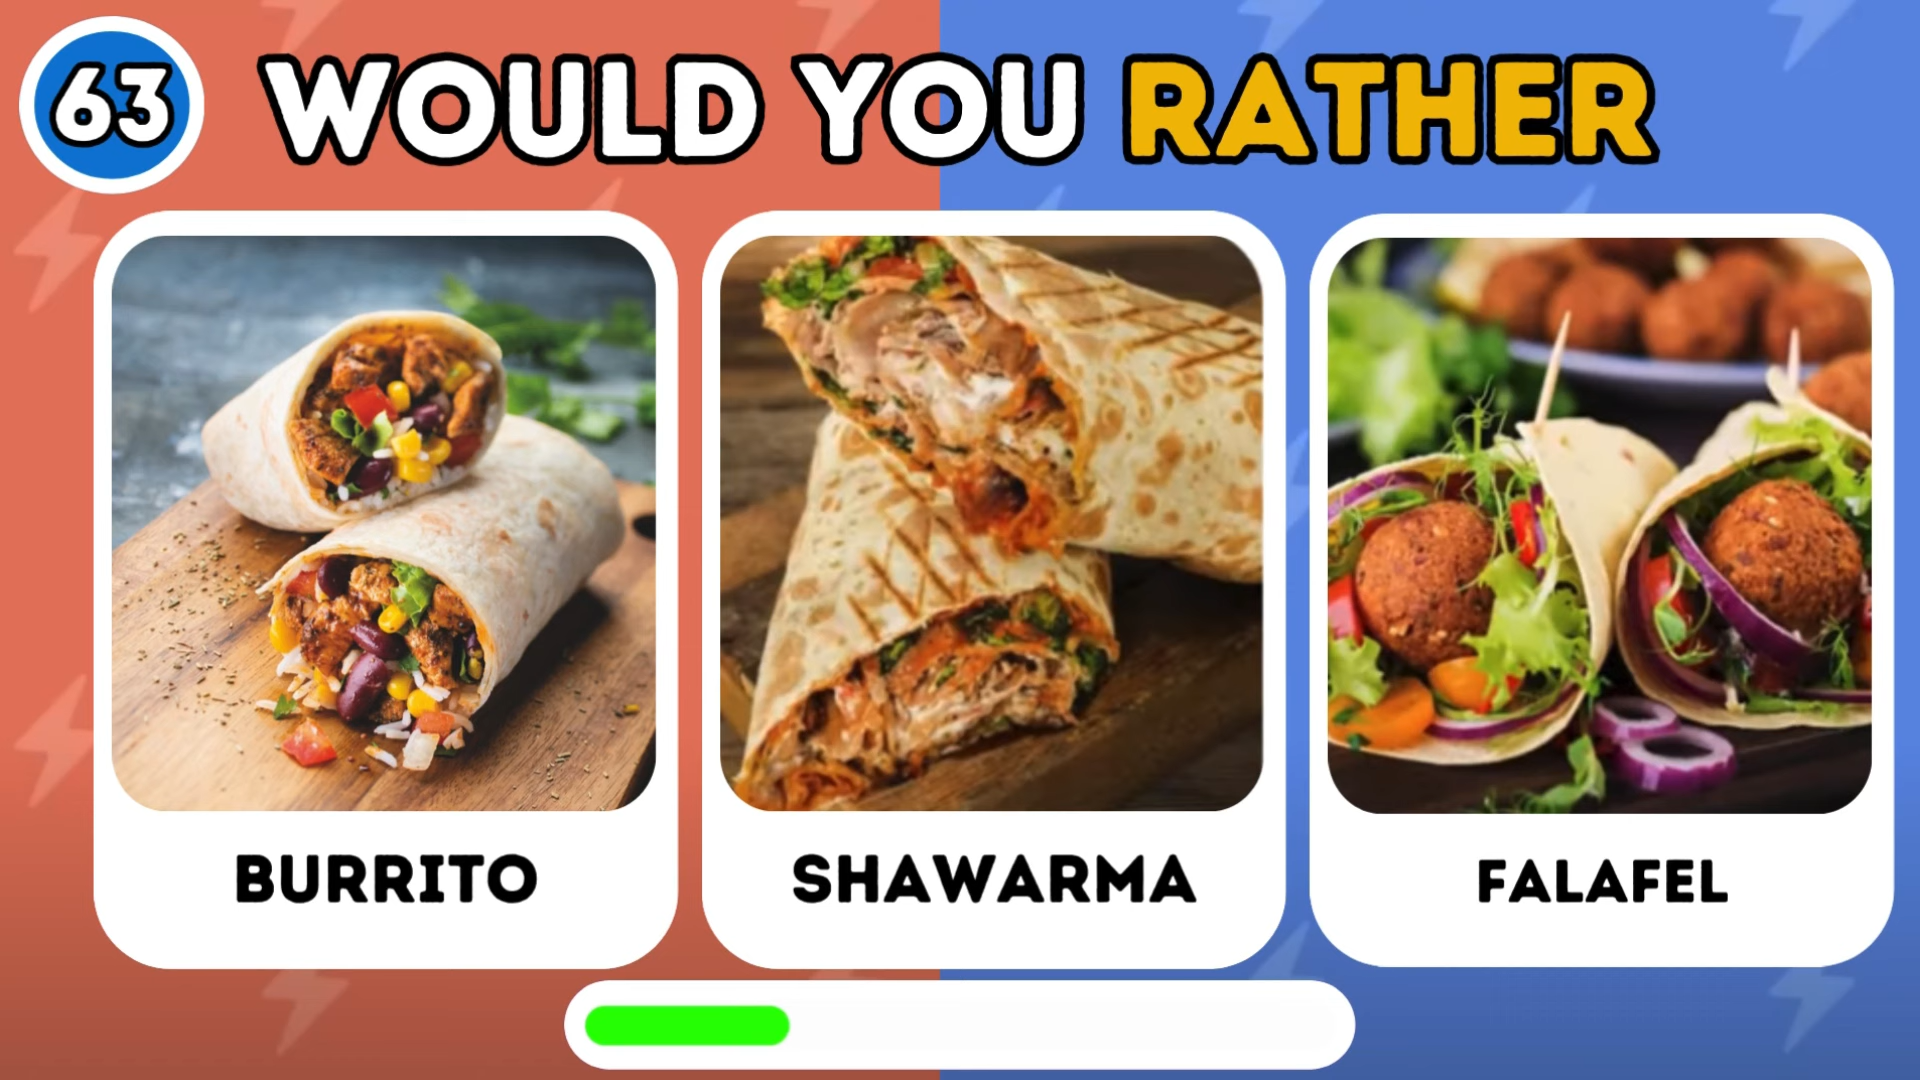 63
WOULD YOU RATHER
BURRITO
SHAWARMA
FALAFEL